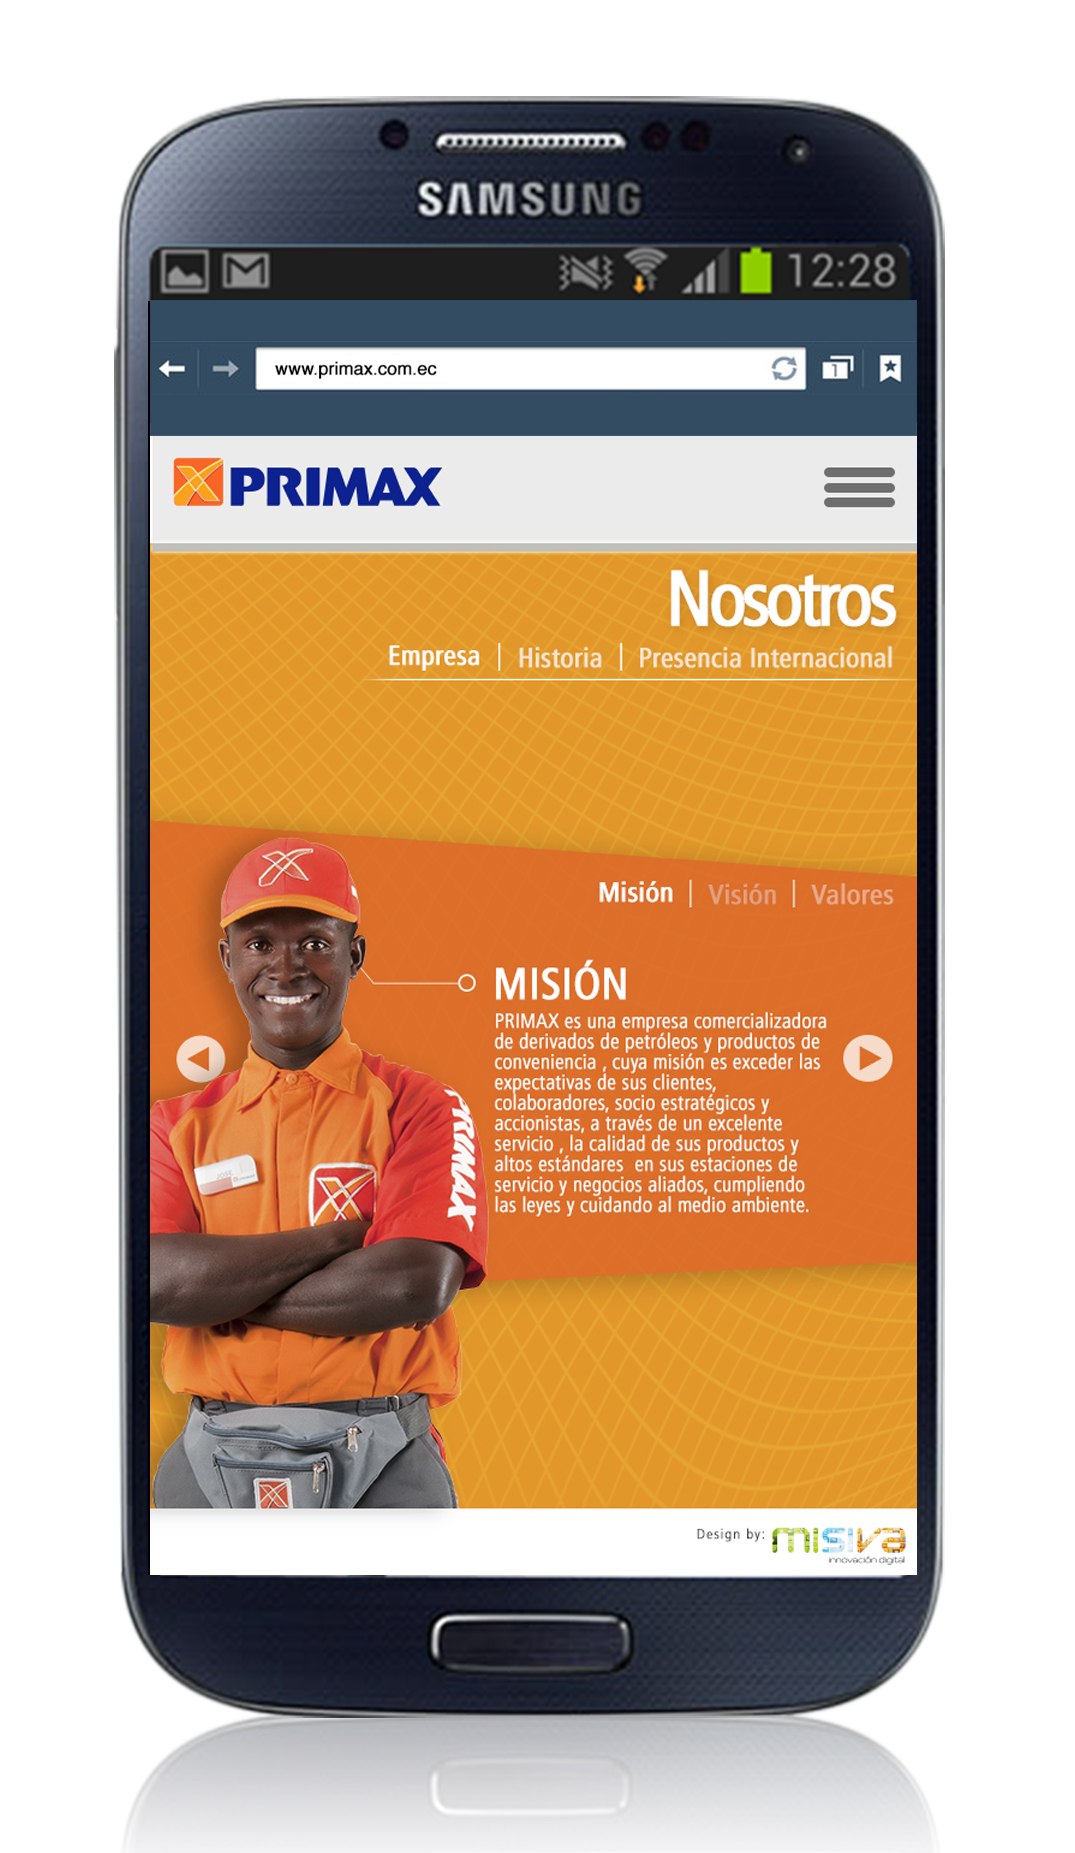 SAMSUNG
12:28
www.primax.com.ec
1
PRIMAX
Nosotros
Empresa | Historia | Presencia Internacional
Misión | Visión | Valores
MISIÓN
PRIMAX es una empresa comercializadora
de derivados de petróleos y productos de
conveniencia , cuya misión es exceder las
expectativas de sus clientes,
colaboradores, socio estratégicos y
accionistas, a través de un excelente
servicio , la calidad de sus productos y
altos estándares  en sus estaciones de
servicio y negocios aliados, cumpliendo
las leyes y cuidando al medio ambiente.
PRIMAX
Design by: misiva
innovación digital